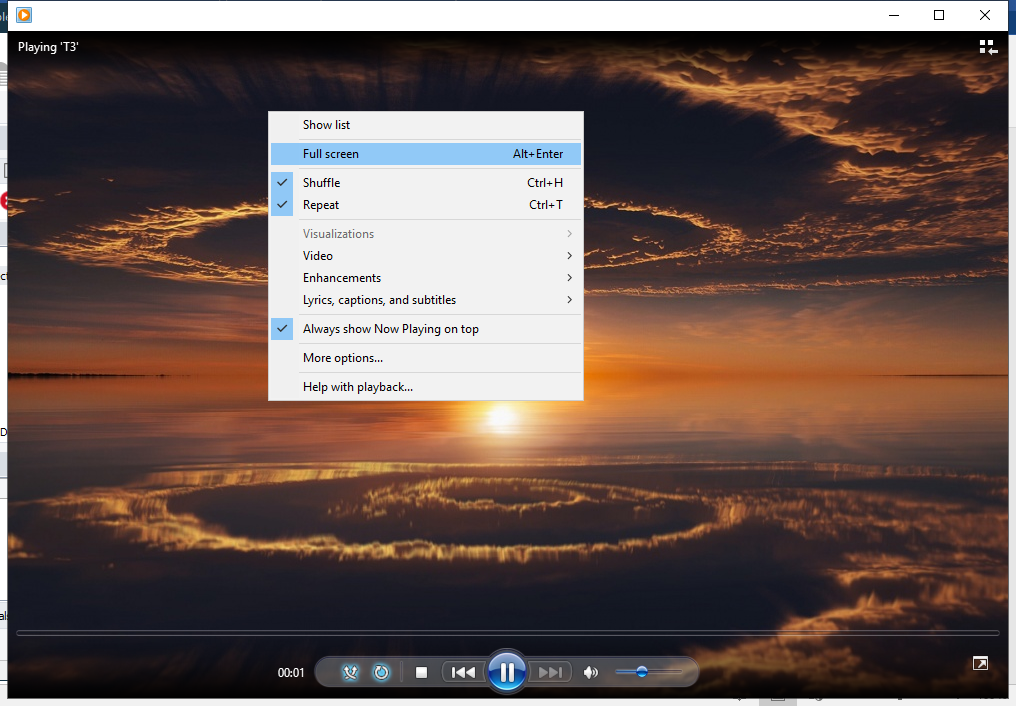 Playing 'T3'
Show list
Full screen Alt+Enter
Shuffle Ctrl+H
Repeat Ctrl+T
Visualizations
Video
Enhancements
Lyrics, captions, and subtitles
Always show Now Playing on top
More options...
Help with playback...
00:01